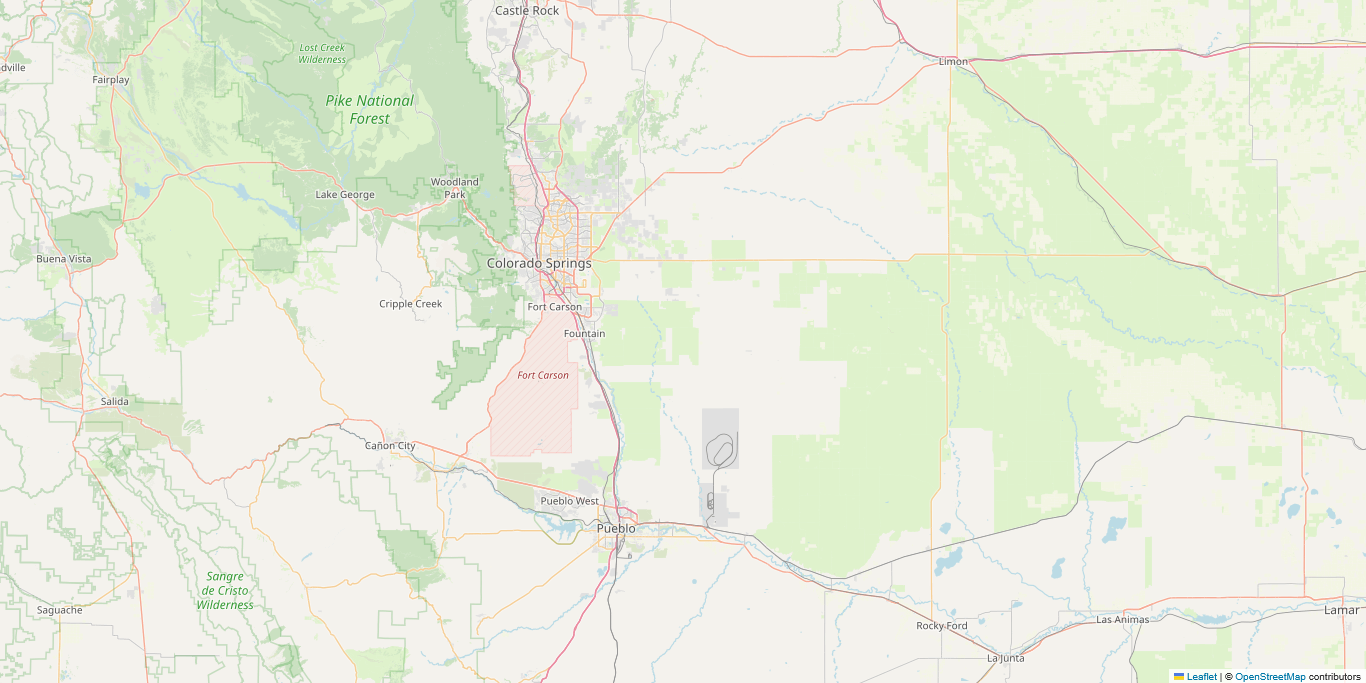 Castle Rock
Lost Creek
Wilderness
Limon
dville
Fairplay
Pike National
Forest
Woodland
Park
Lake George
Buena Vista
Colorado Springs
Cripple Creek
Fort Carson
Fountain
Fort Carson
Salida
Cañon City
Pueblo West
Pueblo
Sangre
de Cristo
Wilderness
Saguache
Lamar
Las Animas
Rocky Ford
La Junta
Leaflet | © OpenStreetMap contributors